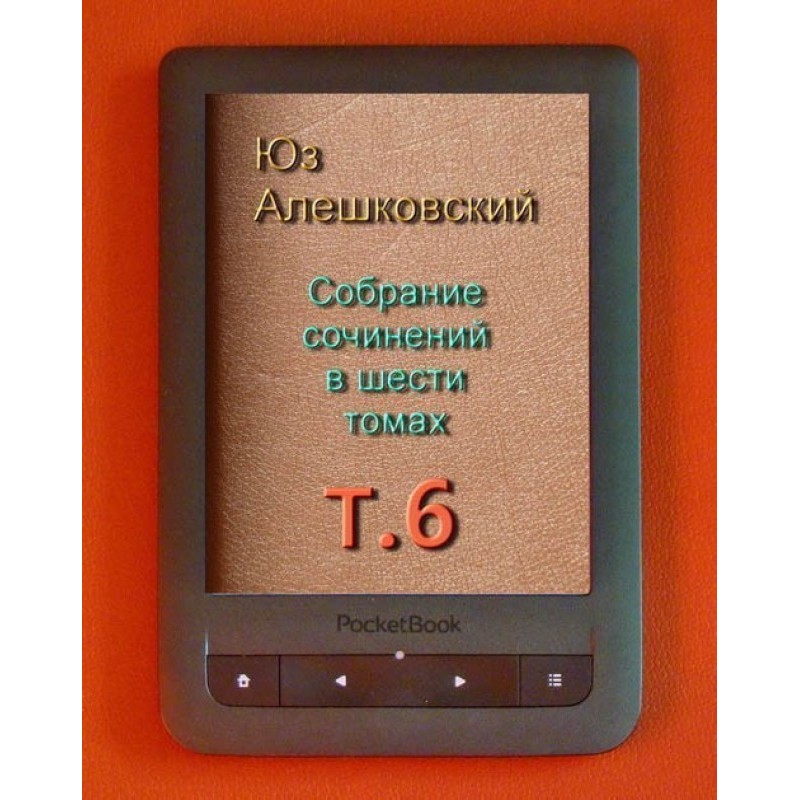 Юз
Алешковский
Собрание
сочинений
в шести
томах
т.6
PocketBook